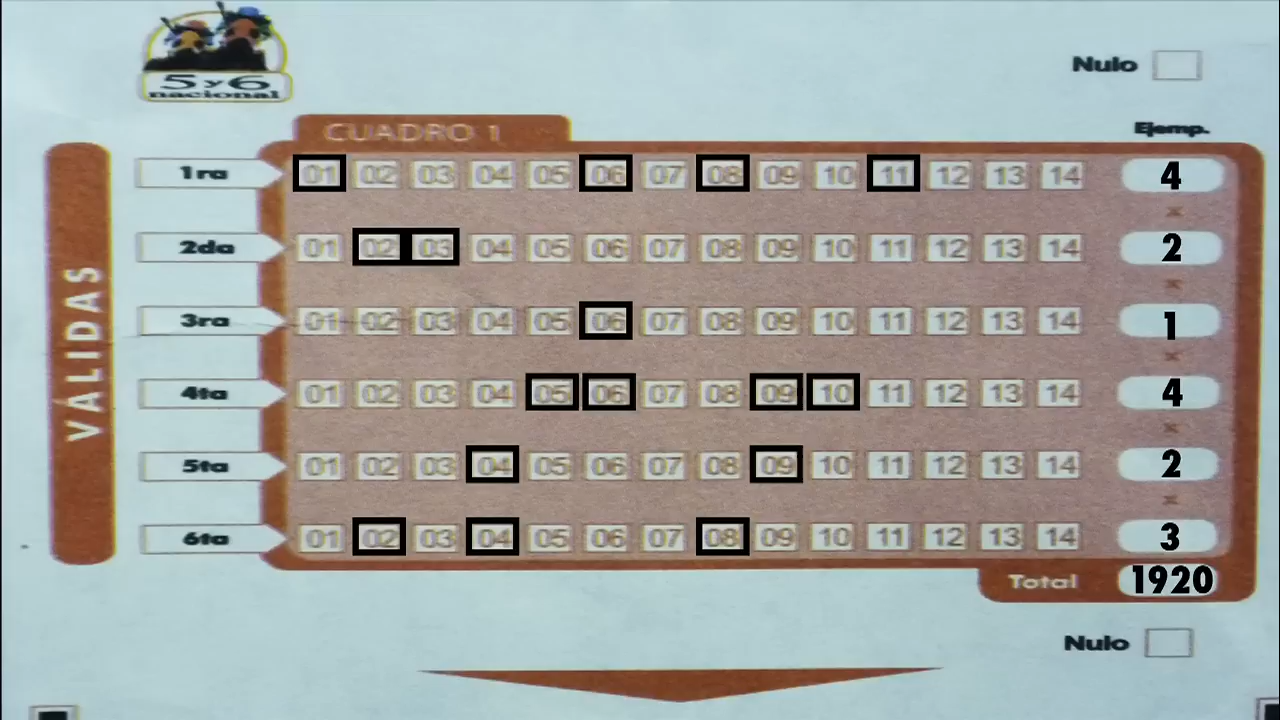 5 y 6
nacional
Nulo
CUADRO 1
Ejemp.
VÁLIDAS
1ra 01 02 03 04 05 06 07 08 09 10 11 12 13 14 4
x
2da 01 02 03 04 05 06 07 08 09 10 11 12 13 14 2
x
3ra 01 02 03 04 05 06 07 08 09 10 11 12 13 14 1
x
4ta 01 02 03 04 05 06 07 08 09 10 11 12 13 14 4
x
5ta 01 02 03 04 05 06 07 08 09 10 11 12 13 14 2
x
6ta 01 02 03 04 05 06 07 08 09 10 11 12 13 14 3
Total 1920
Nulo